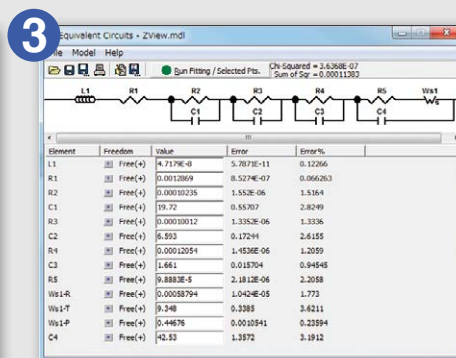 3
Equivalent Circuits - ZView.mdl
File Model Help
Run Fitting / Selected Pts.
Chi-Squared = 3.6368E-07
Sum of Sqr = 0.00011383
L1 R1 R2 R3 R4 R5 Ws1
C1 C2 C3 C4
Element Freedom Value Error Error%
L1 Free(+) 4.7179E-8 5.7871E-11 0.12266
R1 Free(+) 0.0012869 8.5274E-07 0.066263
R2 Free(+) 0.00010235 1.552E-06 1.5164
C1 Free(+) 19.72 0.55707 2.8249
R3 Free(+) 0.00010012 1.3352E-06 1.3336
C2 Free(+) 6.593 0.17244 2.6155
R4 Free(+) 0.00012054 1.4536E-06 1.2059
C3 Free(+) 1.661 0.015704 0.94545
R5 Free(+) 9.8883E-5 2.1812E-06 2.2058
Ws1-R Free(+) 0.00058794 1.0424E-05 1.773
Ws1-T Free(+) 9.348 0.3385 3.6211
Ws1-P Free(+) 0.44676 0.0010541 0.23594
C4 Free(+) 42.53 1.3572 3.1912